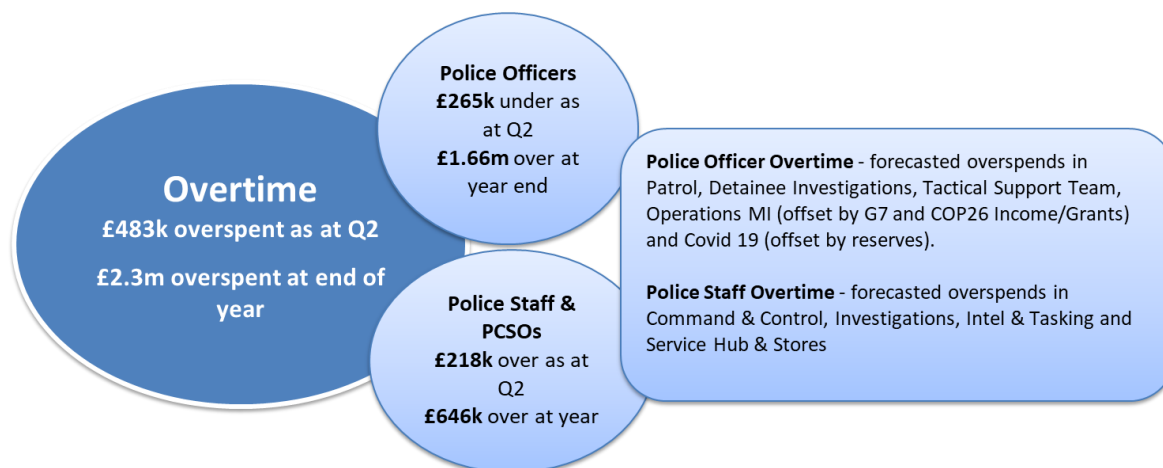 Overtime
£483k overspent as at Q2
£2.3m overspent at end of
year
Police Officers
£265k under as
at Q2
£1.66m over at
year end
Police Staff &
PCSOs
£218k over as at
Q2
£646k over at year
Police Officer Overtime - forecasted overspends in
Patrol, Detainee Investigations, Tactical Support Team,
Operations MI (offset by G7 and COP26 Income/Grants)
and Covid 19 (offset by reserves).
Police Staff Overtime - forecasted overspends in
Command & Control, Investigations, Intel & Tasking and
Service Hub & Stores